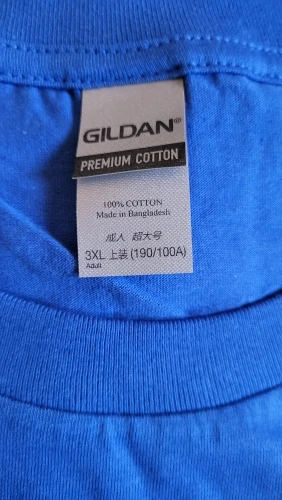 GILDAN®
PREMIUM COTTON
100% COTTON
Made in Bangladesh
成人 超大号
3XL 上装 (190/100A)
Adult